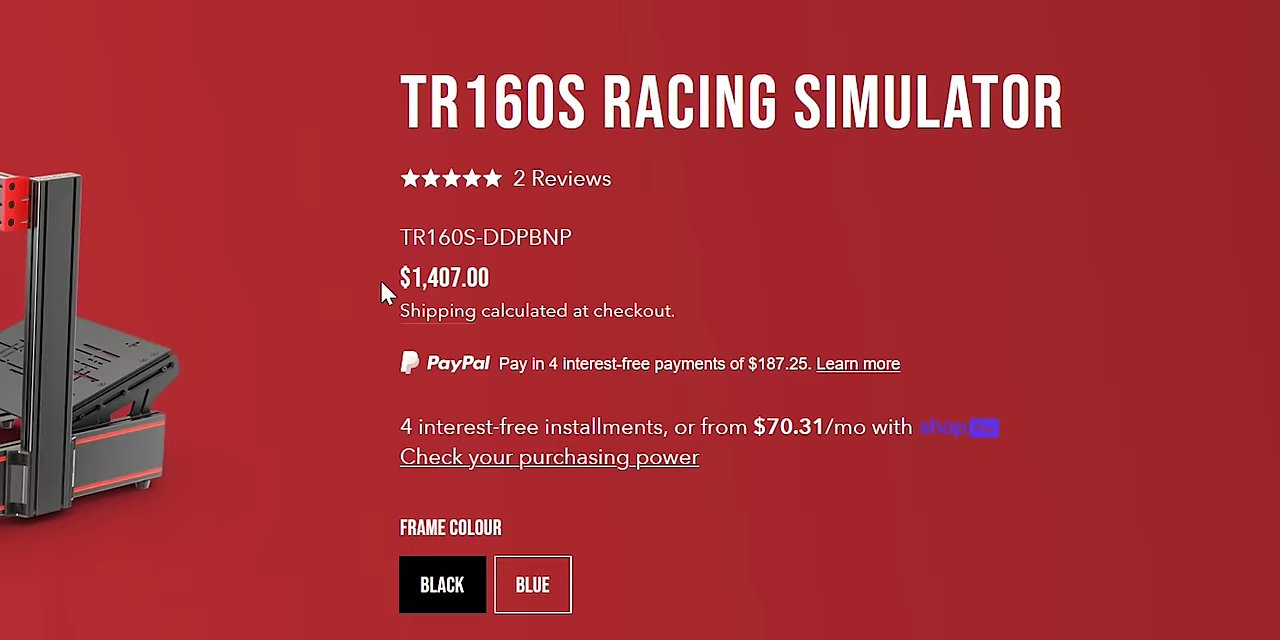 TR160S RACING SIMULATOR
2 Reviews
TR160S-DDPBNP
$1,407.00
Shipping calculated at checkout.
PayPal Pay in 4 interest-free payments of $187.25. Learn more
4 interest-free installments, or from $70.31/mo with shop Pay
Check your purchasing power
FRAME COLOUR
BLACK BLUE